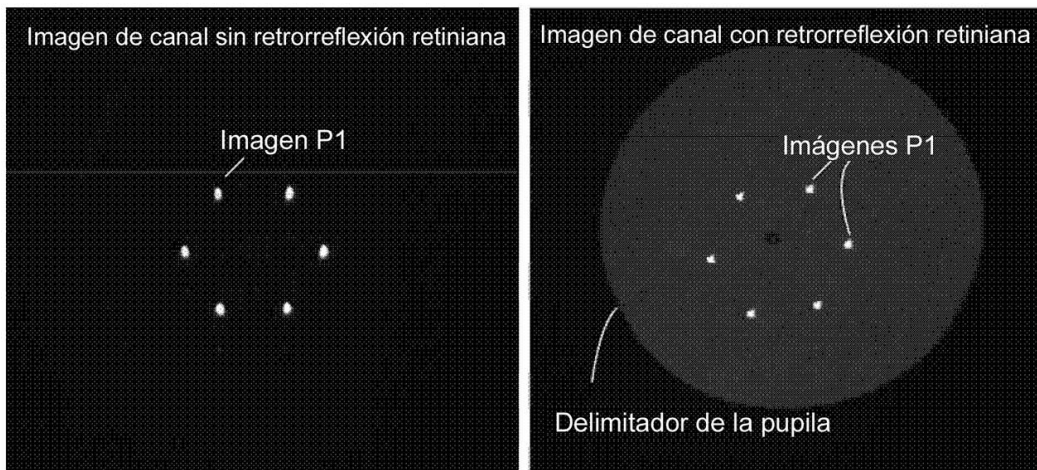 Imagen de canal sin retrorreflexión retiniana
Imagen P1
Imagen de canal con retrorreflexión retiniana
Imágenes P1
Delimitador de la pupila